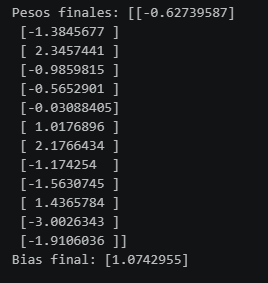 Pesos finales: [[-0.62739587]
 [-1.3845677 ]
 [ 2.3457441 ]
 [-0.9859815 ]
 [-0.5652901 ]
 [-0.03088405]
 [ 1.0176896 ]
 [ 2.1766434 ]
 [-1.174254  ]
 [-1.5630745 ]
 [ 1.4365784 ]
 [-3.0026343 ]
 [-1.9106036 ]]
Bias final: [1.0742955]